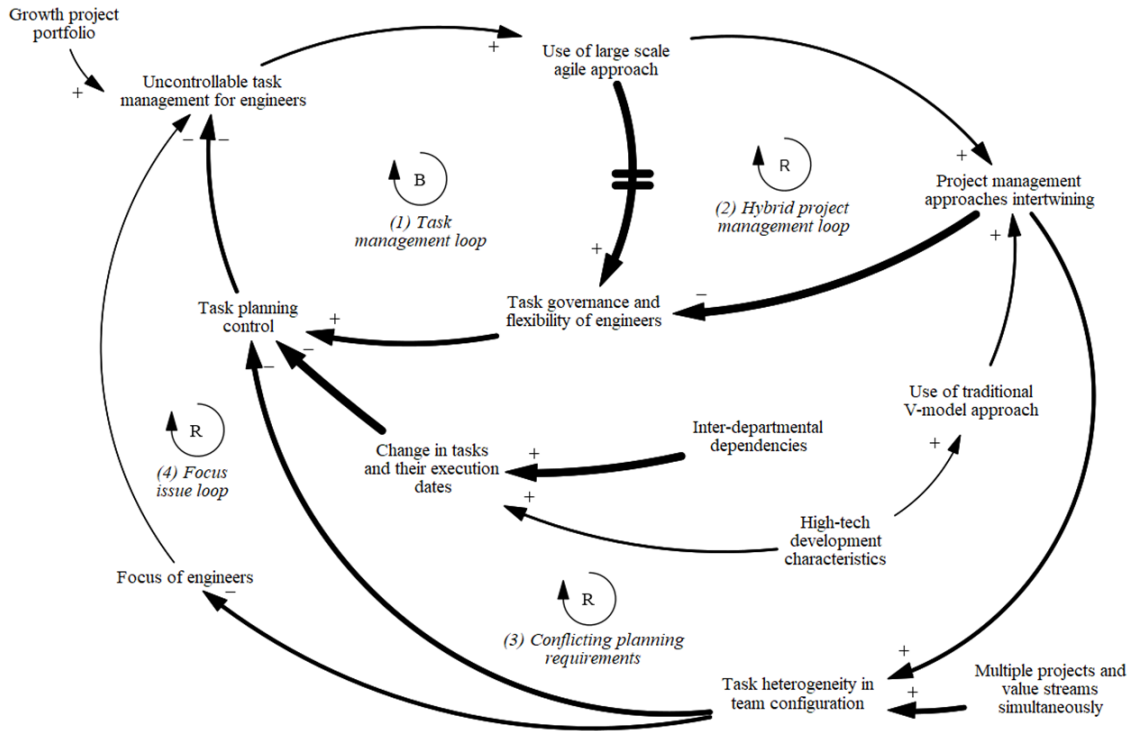 Growth project
portfolio
+
Uncontrollable task
management for engineers
+
Use of large scale
agile approach
+
Project management
approaches intertwining
– –
B
(1) Task
management loop
R
(2) Hybrid project
management loop
+
+
–
Task governance and
flexibility of engineers
Task planning
control
+
–
–
Use of traditional
V-model approach
+
R
(4) Focus
issue loop
Change in tasks
and their execution
dates
Inter-departmental
dependencies
+
+
High-tech
development
characteristics
Focus of engineers
–
R
(3) Conflicting planning
requirements
+
Task heterogeneity in
team configuration
+
Multiple projects and
value streams
simultaneously